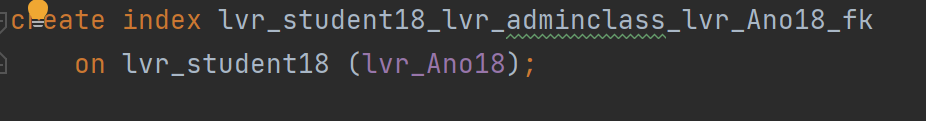 create index lvr_student18_lvr_adminclass_lvr_Ano18_fk
on lvr_student18 (lvr_Ano18);